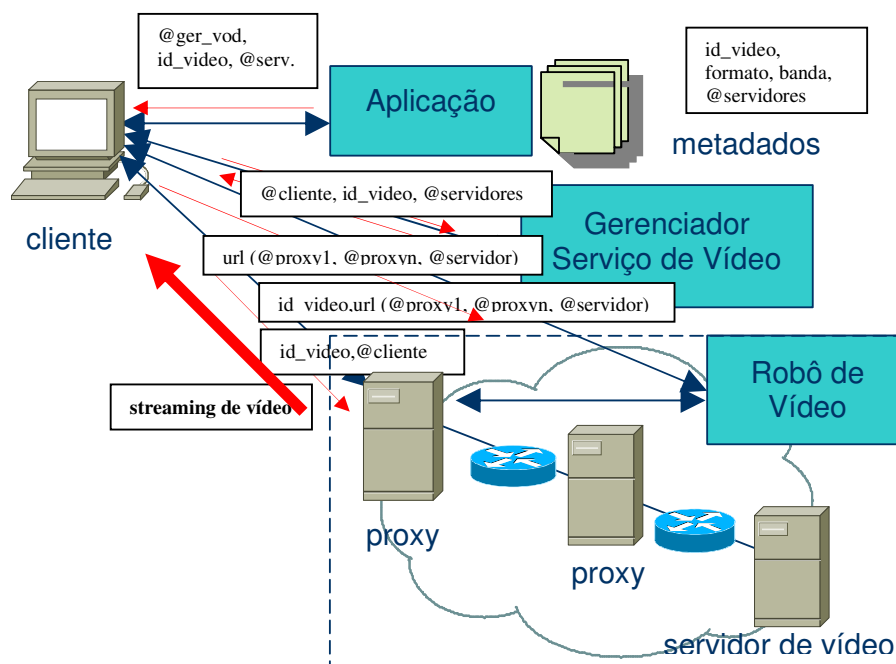 @ger_vod,
id_video, @serv.
Aplicação
id_video,
formato, banda,
@servidores
metadados
cliente
@cliente, id_video, @servidores
Gerenciador
Serviço de Vídeo
url (@proxy1, @proxyn, @servidor)
id_video,url (@proxy1, @proxyn, @servidor)
id_video,@cliente
Robô de
Vídeo
streaming de vídeo
proxy
proxy
servidor de vídeo